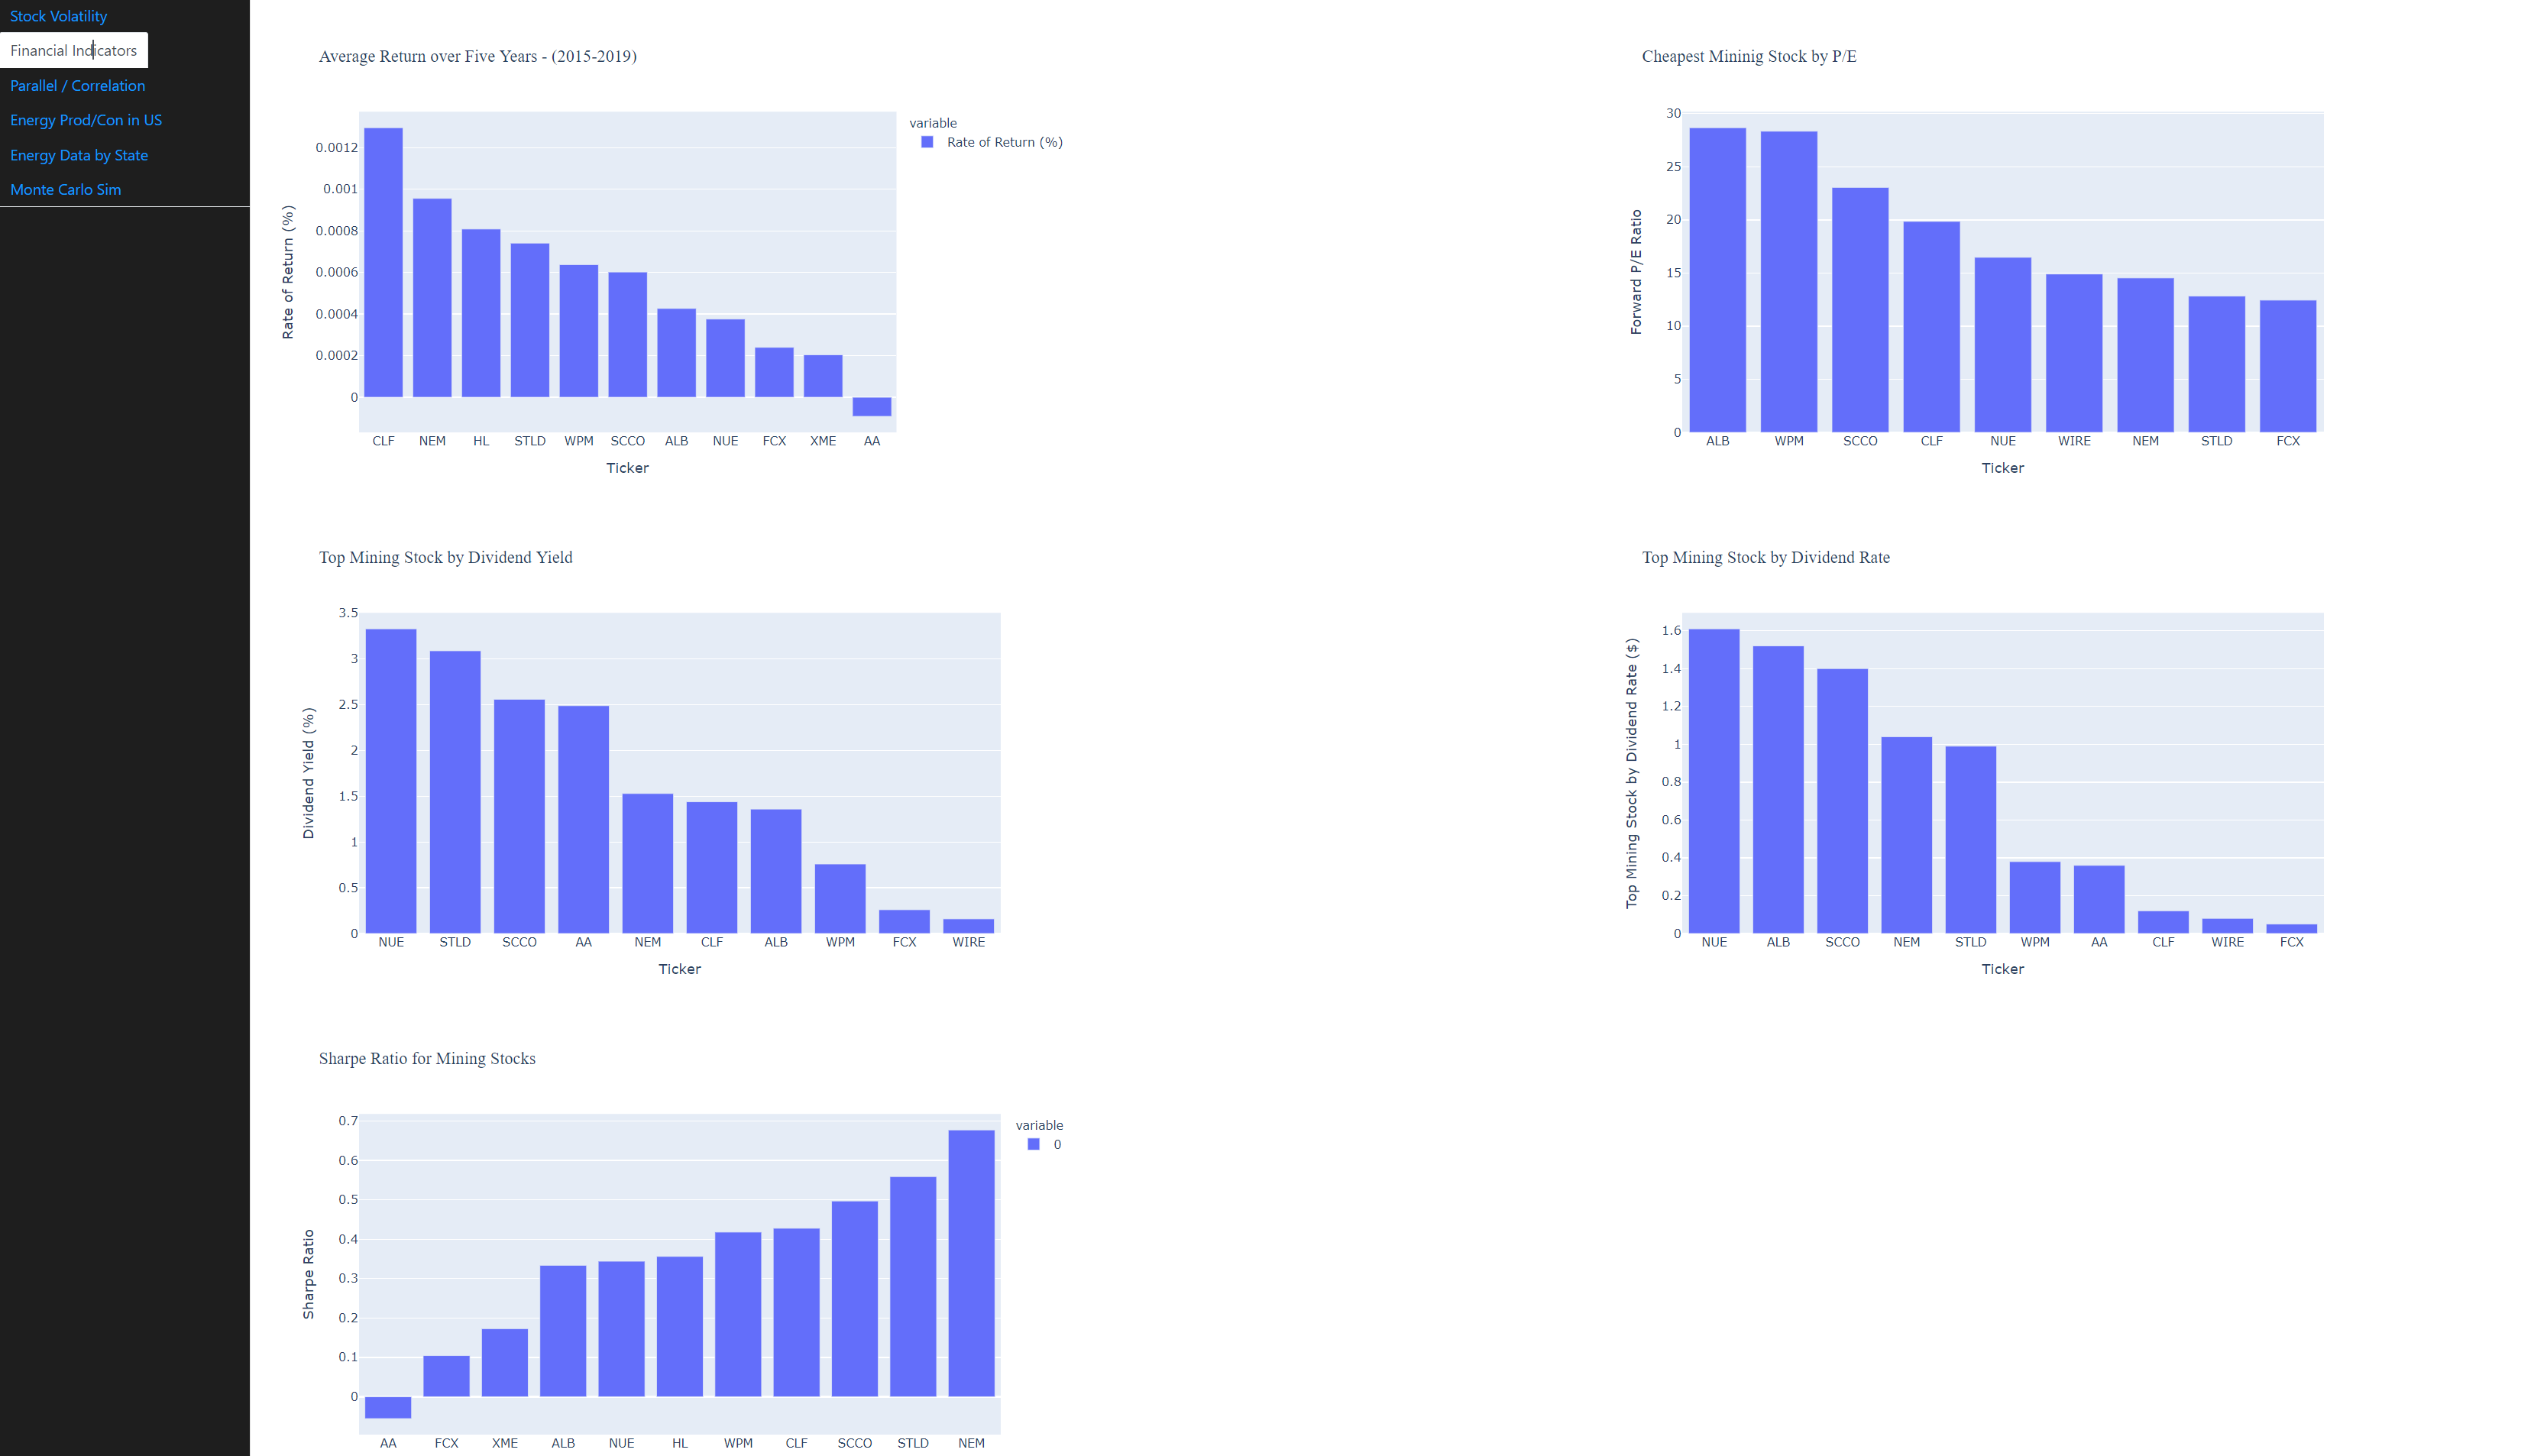 Stock Volatility
Financial Indicators
Parallel / Correlation
Energy Prod/Con in US
Energy Data by State
Monte Carlo Sim
Average Return over Five Years - (2015-2019)
variable
Rate of Return (%)
Rate of Return (%)
0.0012
0.001
0.0008
0.0006
0.0004
0.0002
0
CLF NEM HL STLD WPM SCCO ALB NUE FCX XME AA
Ticker
Cheapest Mininig Stock by P/E
Forward P/E Ratio
30
25
20
15
10
5
0
ALB WPM SCCO CLF NUE WIRE NEM STLD FCX
Ticker
Top Mining Stock by Dividend Yield
Dividend Yield (%)
3.5
3
2.5
2
1.5
1
0.5
0
NUE STLD SCCO AA NEM CLF ALB WPM FCX WIRE
Ticker
Top Mining Stock by Dividend Rate
Top Mining Stock by Dividend Rate ($)
1.6
1.4
1.2
1
0.8
0.6
0.4
0.2
0
NUE ALB SCCO NEM STLD WPM AA CLF WIRE FCX
Ticker
Sharpe Ratio for Mining Stocks
variable
0
Sharpe Ratio
0.7
0.6
0.5
0.4
0.3
0.2
0.1
0
AA FCX XME ALB NUE HL WPM CLF SCCO STLD NEM